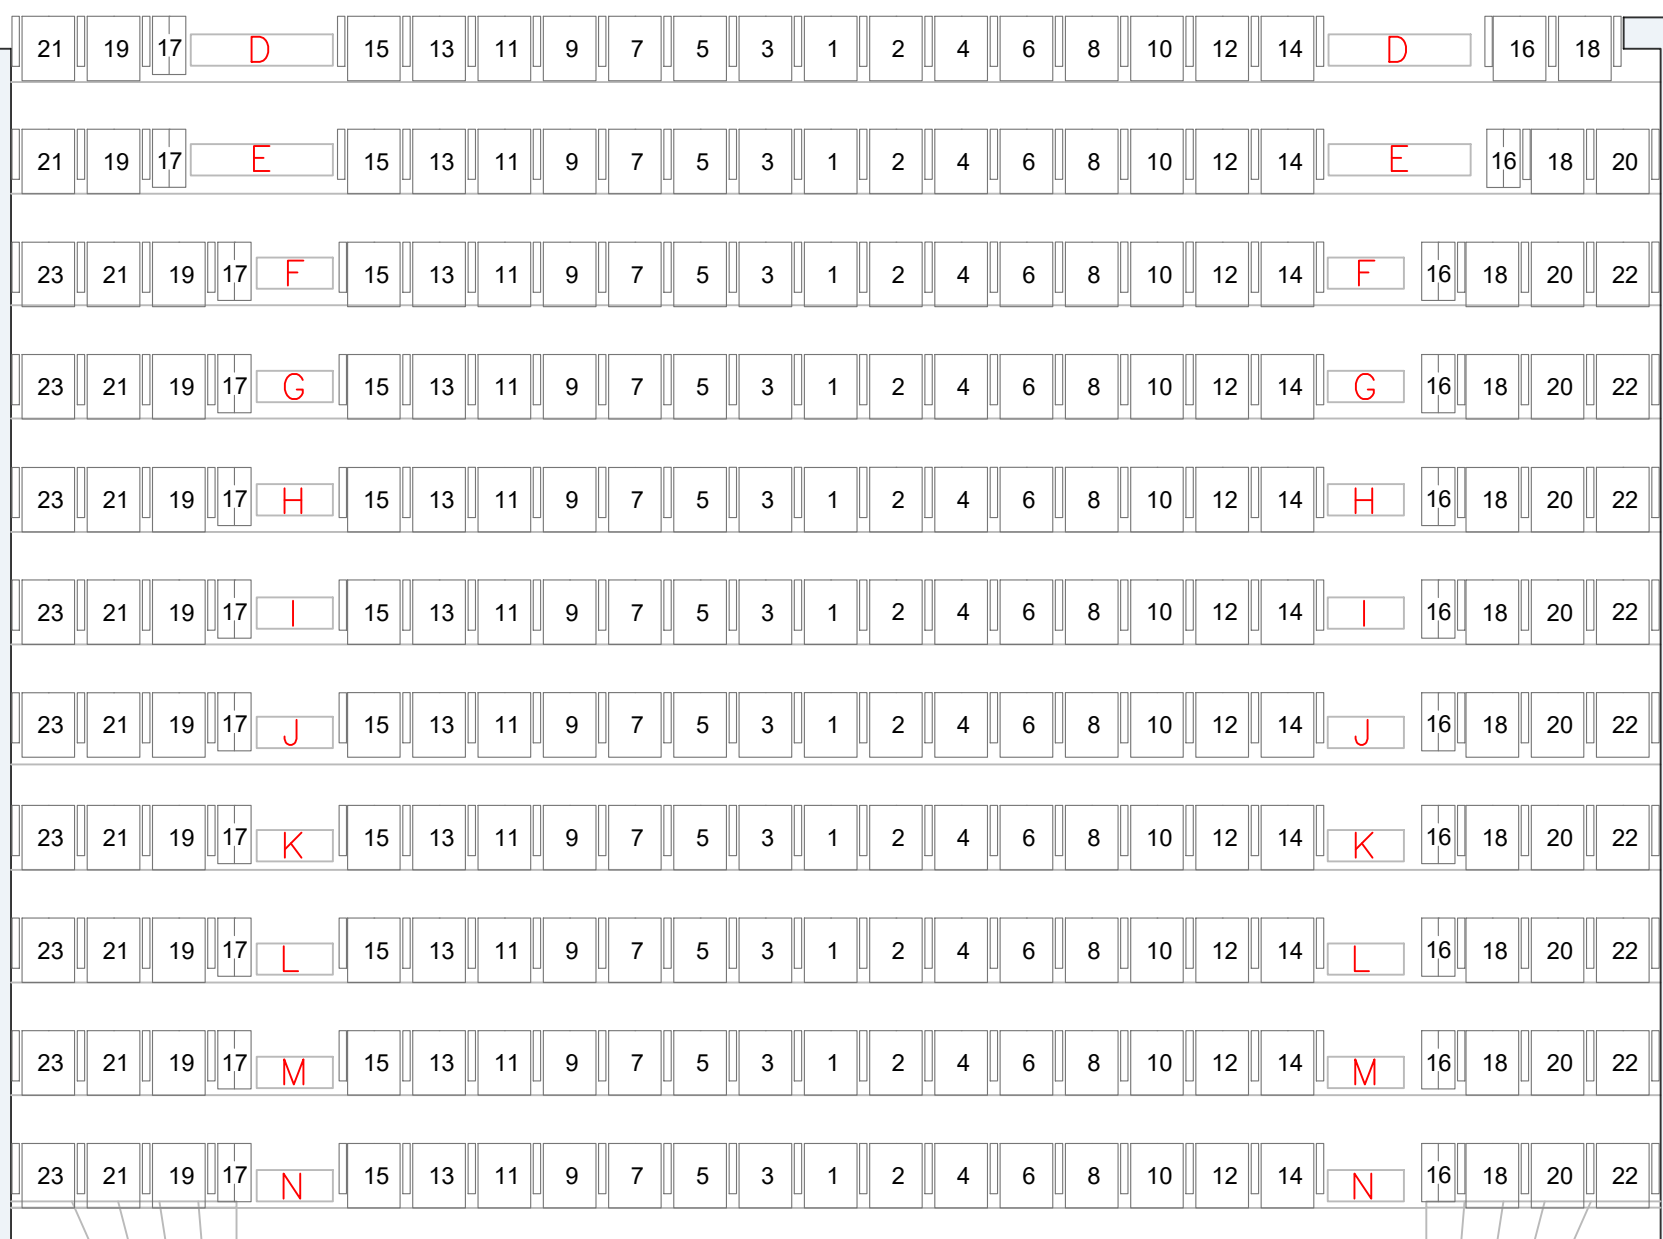 21 19 17 D 15 13 11 9 7 5 3 1 2 4 6 8 10 12 14 D 16 18
21 19 17 E 15 13 11 9 7 5 3 1 2 4 6 8 10 12 14 E 16 18 20
23 21 19 17 F 15 13 11 9 7 5 3 1 2 4 6 8 10 12 14 F 16 18 20 22
23 21 19 17 G 15 13 11 9 7 5 3 1 2 4 6 8 10 12 14 G 16 18 20 22
23 21 19 17 H 15 13 11 9 7 5 3 1 2 4 6 8 10 12 14 H 16 18 20 22
23 21 19 17 I 15 13 11 9 7 5 3 1 2 4 6 8 10 12 14 I 16 18 20 22
23 21 19 17 J 15 13 11 9 7 5 3 1 2 4 6 8 10 12 14 J 16 18 20 22
23 21 19 17 K 15 13 11 9 7 5 3 1 2 4 6 8 10 12 14 K 16 18 20 22
23 21 19 17 L 15 13 11 9 7 5 3 1 2 4 6 8 10 12 14 L 16 18 20 22
23 21 19 17 M 15 13 11 9 7 5 3 1 2 4 6 8 10 12 14 M 16 18 20 22
23 21 19 17 N 15 13 11 9 7 5 3 1 2 4 6 8 10 12 14 N 16 18 20 22